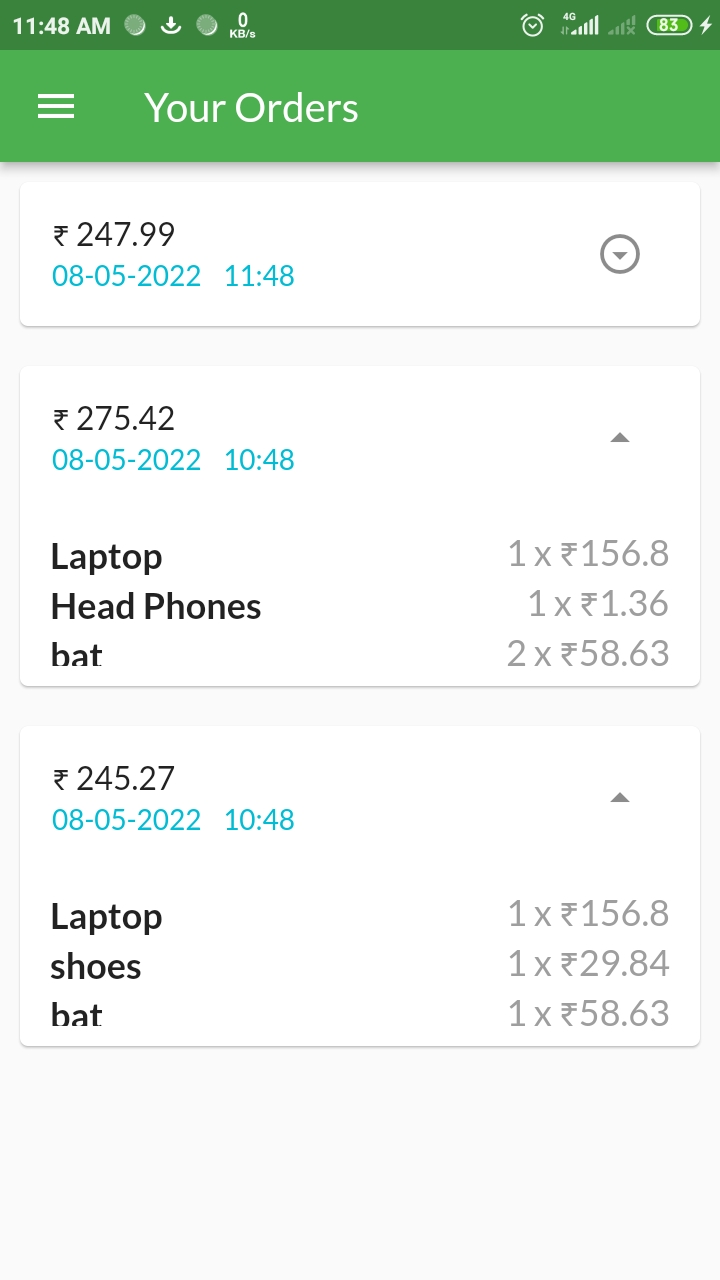 11:48 AM 0 KB/s 4G 83
Your Orders
₹ 247.99
08-05-2022 11:48
₹ 275.42
08-05-2022 10:48
Laptop 1 x ₹156.8
Head Phones 1 x ₹1.36
bat 2 x ₹58.63
₹ 245.27
08-05-2022 10:48
Laptop 1 x ₹156.8
shoes 1 x ₹29.84
bat 1 x ₹58.63